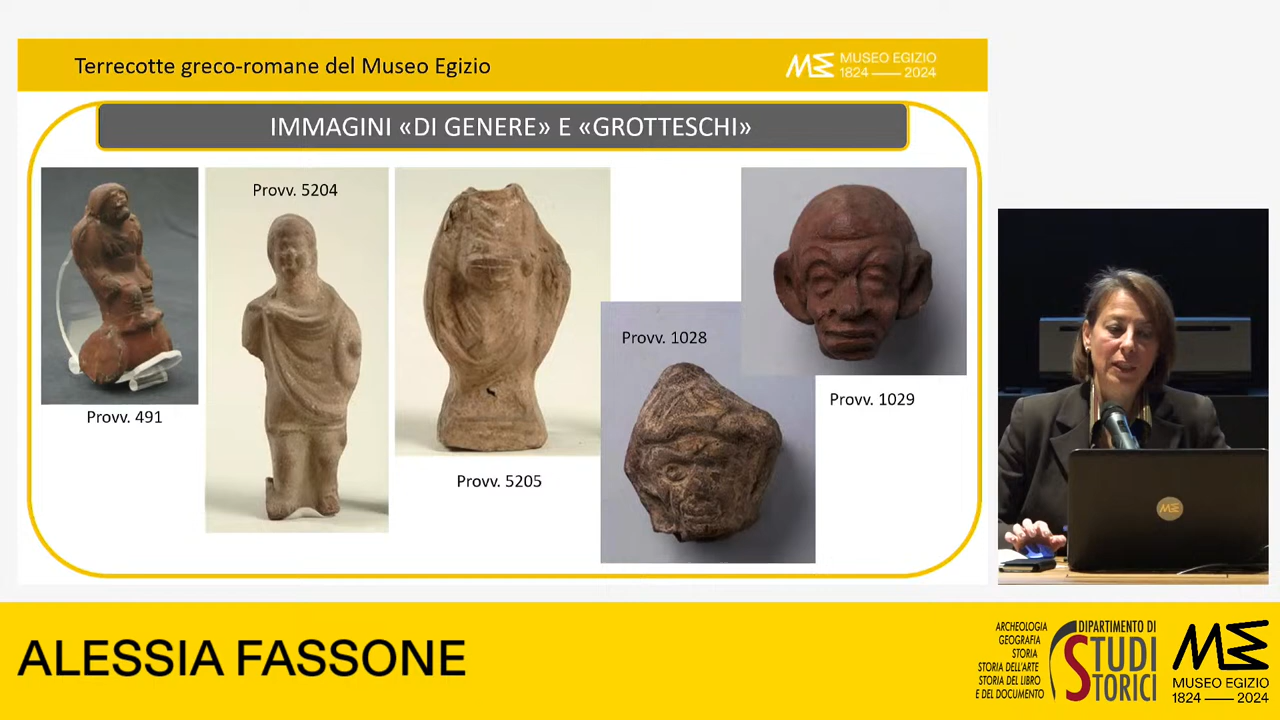 Terrecotte greco-romane del Museo Egizio
MUSEO EGIZIO
1824 — 2024
IMMAGINI «DI GENERE» E «GROTTESCHI»
Provv. 491
Provv. 5204
Provv. 5205
Provv. 1028
Provv. 1029
ALESSIA FASSONE
ARCHEOLOGIA
GEOGRAFIA
STORIA
STORIA DELL'ARTE
STORIA DEL LIBRO
E DEL DOCUMENTO
DIPARTIMENTO DI
STUDI
STORICI
ME
MUSEO EGIZIO
1824 — 2024